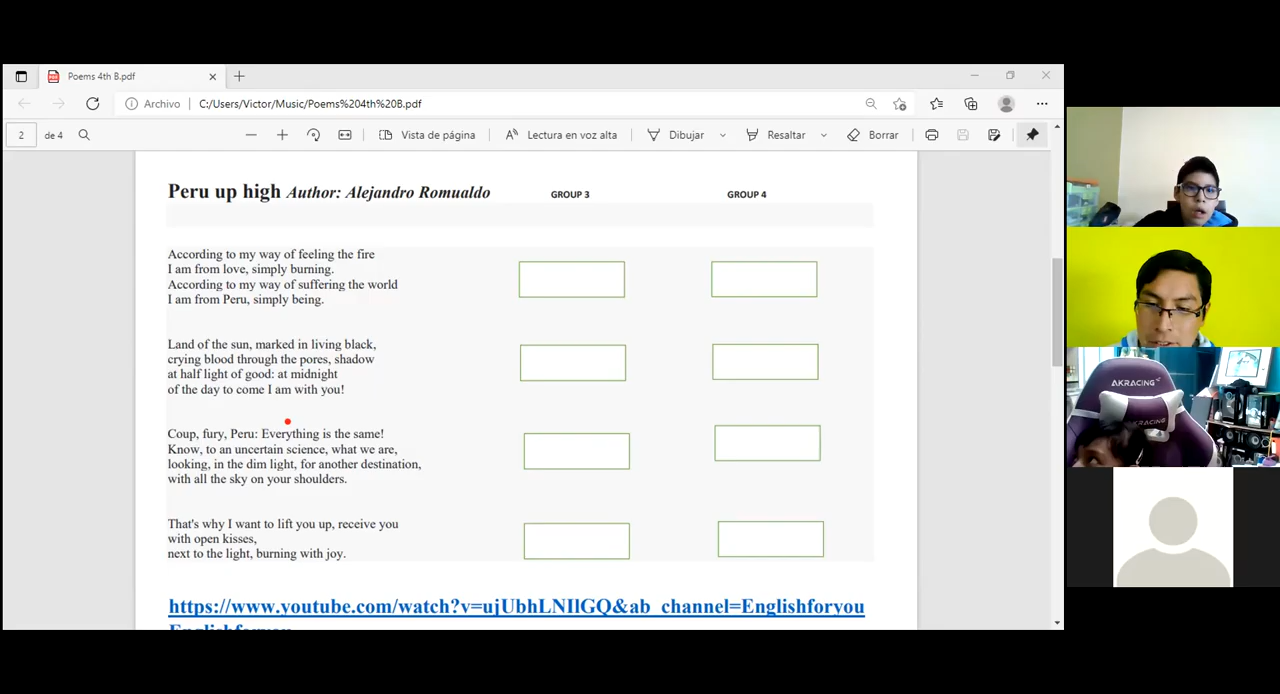 Poems 4th B.pdf
Archivo C:/Users/Victor/Music/Poems%204th%20B.pdf
2 de 4 Vista de página Lectura en voz alta Dibujar Resaltar Borrar
Peru up high Author: Alejandro Romualdo GROUP 3 GROUP 4
According to my way of feeling the fire
I am from love, simply burning.
According to my way of suffering the world
I am from Peru, simply being.
Land of the sun, marked in living black,
crying blood through the pores, shadow
at half light of good: at midnight
of the day to come I am with you!
Coup, fury, Peru: Everything is the same!
Know, to an uncertain science, what we are,
looking, in the dim light, for another destination,
with all the sky on your shoulders.
That's why I want to lift you up, receive you
with open kisses,
next to the light, burning with joy.
https://www.youtube.com/watch?v=ujUbhLNIlGQ&ab_channel=Englishforyou
Englishforyou
AKRACING
AKRACING